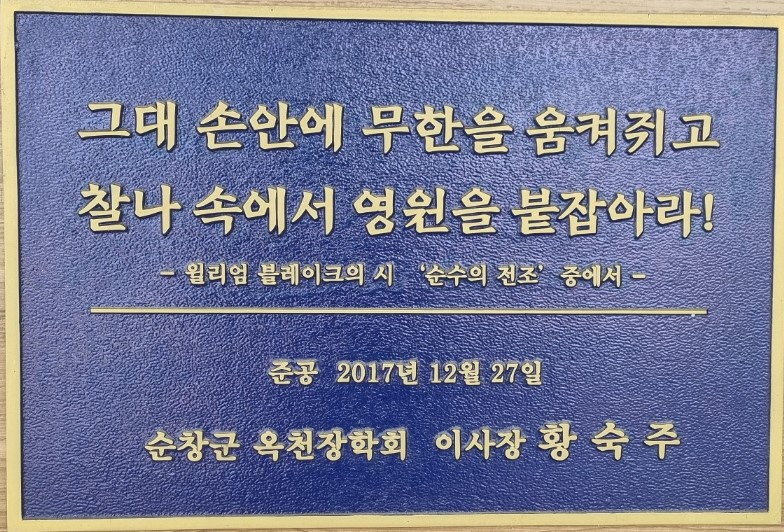 그대 손안에 무한을 움켜쥐고
찰나 속에서 영원을 붙잡아라!
- 윌리엄 블레이크의 시 ‘순수의 전조’ 중에서 -
준공 2017년 12월 27일
순창군 옥천장학회 이사장 황 숙 주